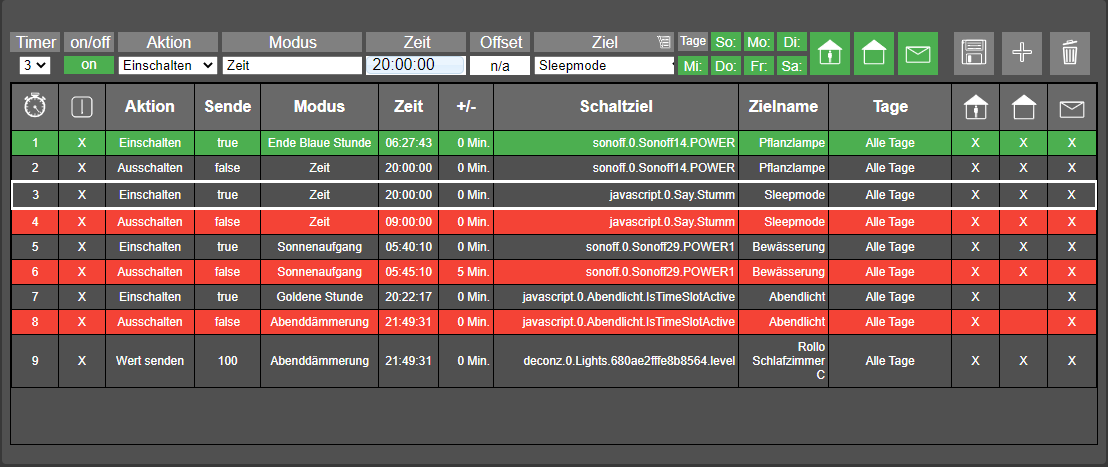 Timer on/off Aktion Modus Zeit Offset Ziel Tage So: Mo: Di:
3 on Einschalten Zeit 20:00:00 n/a Sleepmode Mi: Do: Fr: Sa:
Aktion Sende Modus Zeit +/- Schaltziel Zielname Tage
1 X Einschalten true Ende Blaue Stunde 06:27:43 0 Min. sonoff.0.Sonoff14.POWER Pflanzlampe Alle Tage X X X
2 X Ausschalten false Zeit 20:00:00 0 Min. sonoff.0.Sonoff14.POWER Pflanzlampe Alle Tage X X X
3 X Einschalten true Zeit 20:00:00 0 Min. javascript.0.Say.Stumm Sleepmode Alle Tage X X X
4 X Ausschalten false Zeit 09:00:00 0 Min. javascript.0.Say.Stumm Sleepmode Alle Tage X X X
5 X Einschalten true Sonnenaufgang 05:40:10 0 Min. sonoff.0.Sonoff29.POWER1 Bewässerung Alle Tage X X X
6 X Ausschalten false Sonnenaufgang 05:45:10 5 Min. sonoff.0.Sonoff29.POWER1 Bewässerung Alle Tage X X X
7 X Einschalten true Goldene Stunde 20:22:17 0 Min. javascript.0.Abendlicht.IsTimeSlotActive Abendlicht Alle Tage X X X
8 X Ausschalten false Abenddämmerung 21:49:31 0 Min. javascript.0.Abendlicht.IsTimeSlotActive Abendlicht Alle Tage X X X
9 X Wert senden 100 Abenddämmerung 21:49:31 0 Min. deconz.0.Lights.680ae2fffe8b8564.level Rollo Alle Tage X X X
Schlafzimmer
C